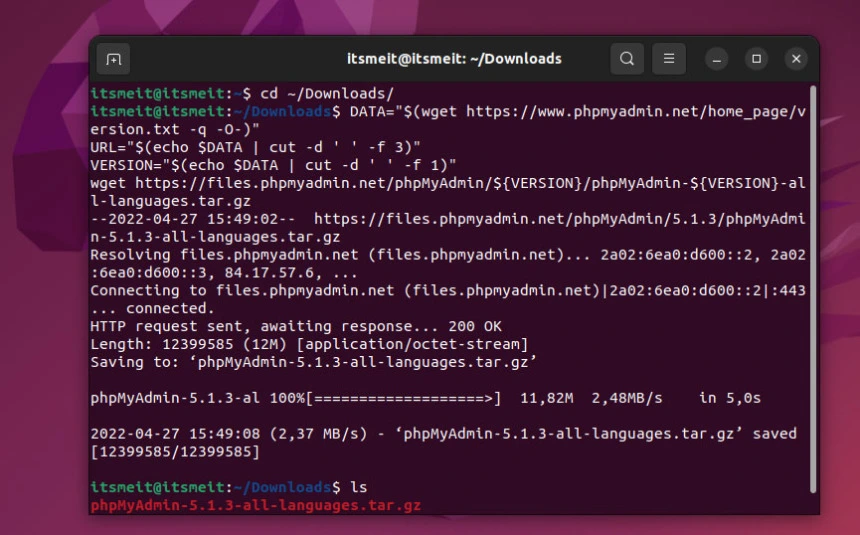 itsmeit@itsmeit: ~/Downloads
itsmeit@itsmeit:~$ cd ~/Downloads/
itsmeit@itsmeit:~/Downloads$ DATA="$(wget https://www.phpmyadmin.net/home_page/v
ersion.txt -q -O-)"
URL="$(echo $DATA | cut -d ' ' -f 3)"
VERSION="$(echo $DATA | cut -d ' ' -f 1)"
wget https://files.phpmyadmin.net/phpMyAdmin/${VERSION}/phpMyAdmin-${VERSION}-al
l-languages.tar.gz
--2022-04-27 15:49:02--  https://files.phpmyadmin.net/phpMyAdmin/5.1.3/phpMyAdmi
n-5.1.3-all-languages.tar.gz
Resolving files.phpmyadmin.net (files.phpmyadmin.net)... 2a02:6ea0:d600::2, 2a02
:6ea0:d600::3, 84.17.57.6, ...
Connecting to files.phpmyadmin.net (files.phpmyadmin.net)|2a02:6ea0:d600::2|:443
... connected.
HTTP request sent, awaiting response... 200 OK
Length: 12399585 (12M) [application/octet-stream]
Saving to: ‘phpMyAdmin-5.1.3-all-languages.tar.gz’
phpMyAdmin-5.1.3-al 100%[===================>]  11,82M  2,48MB/s    in 5,0s
2022-04-27 15:49:08 (2,37 MB/s) - ‘phpMyAdmin-5.1.3-all-languages.tar.gz’ saved
[12399585/12399585]
itsmeit@itsmeit:~/Downloads$ ls
phpMyAdmin-5.1.3-all-languages.tar.gz